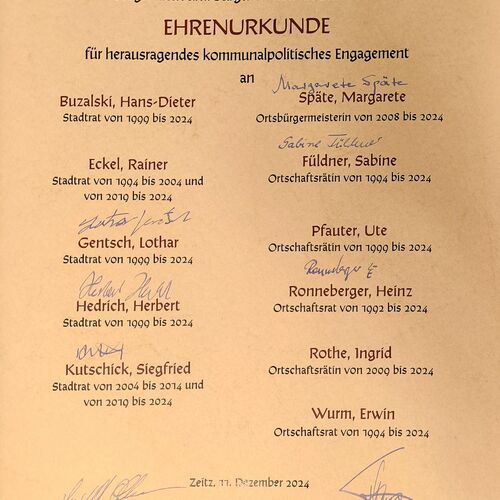 EHRENURKUNDE
für herausragendes kommunalpolitisches Engagement
an
Buzalski, Hans-Dieter
Stadtrat von 1999 bis 2024
Eckel, Rainer
Stadtrat von 1994 bis 2004 und
von 2019 bis 2024
Gentsch, Lothar
Stadtrat von 1999 bis 2024
Hedrich, Herbert
Stadtrat von 1999 bis 2024
Kutschick, Siegfried
Stadtrat von 2004 bis 2014 und
von 2019 bis 2024
Margarete Späte
Späte, Margarete
Ortsbürgermeisterin von 2008 bis 2024
Sabine Füldner
Füldner, Sabine
Ortschaftsrätin von 1994 bis 2024
Pfauter, Ute
Ortschaftsrätin von 1999 bis 2024
Ronneberger
Ronneberger, Heinz
Ortschaftsrat von 1992 bis 2024
Rothe, Ingrid
Ortschaftsrätin von 2009 bis 2024
Wurm, Erwin
Ortschaftsrat von 1994 bis 2024
Zeitz, 11. Dezember 2024